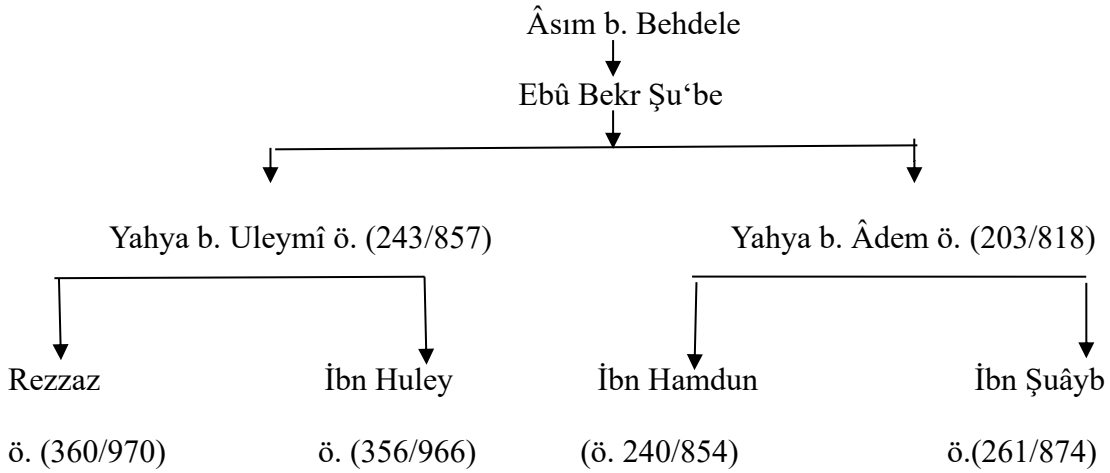 Âsım b. Behdele
Ebû Bekr Şu‘be
Yahya b. Uleymî ö. (243/857) Yahya b. Âdem ö. (203/818)
Rezzaz İbn Huley İbn Hamdun İbn Şuâyb
ö. (360/970) ö. (356/966) (ö. 240/854) ö.(261/874)